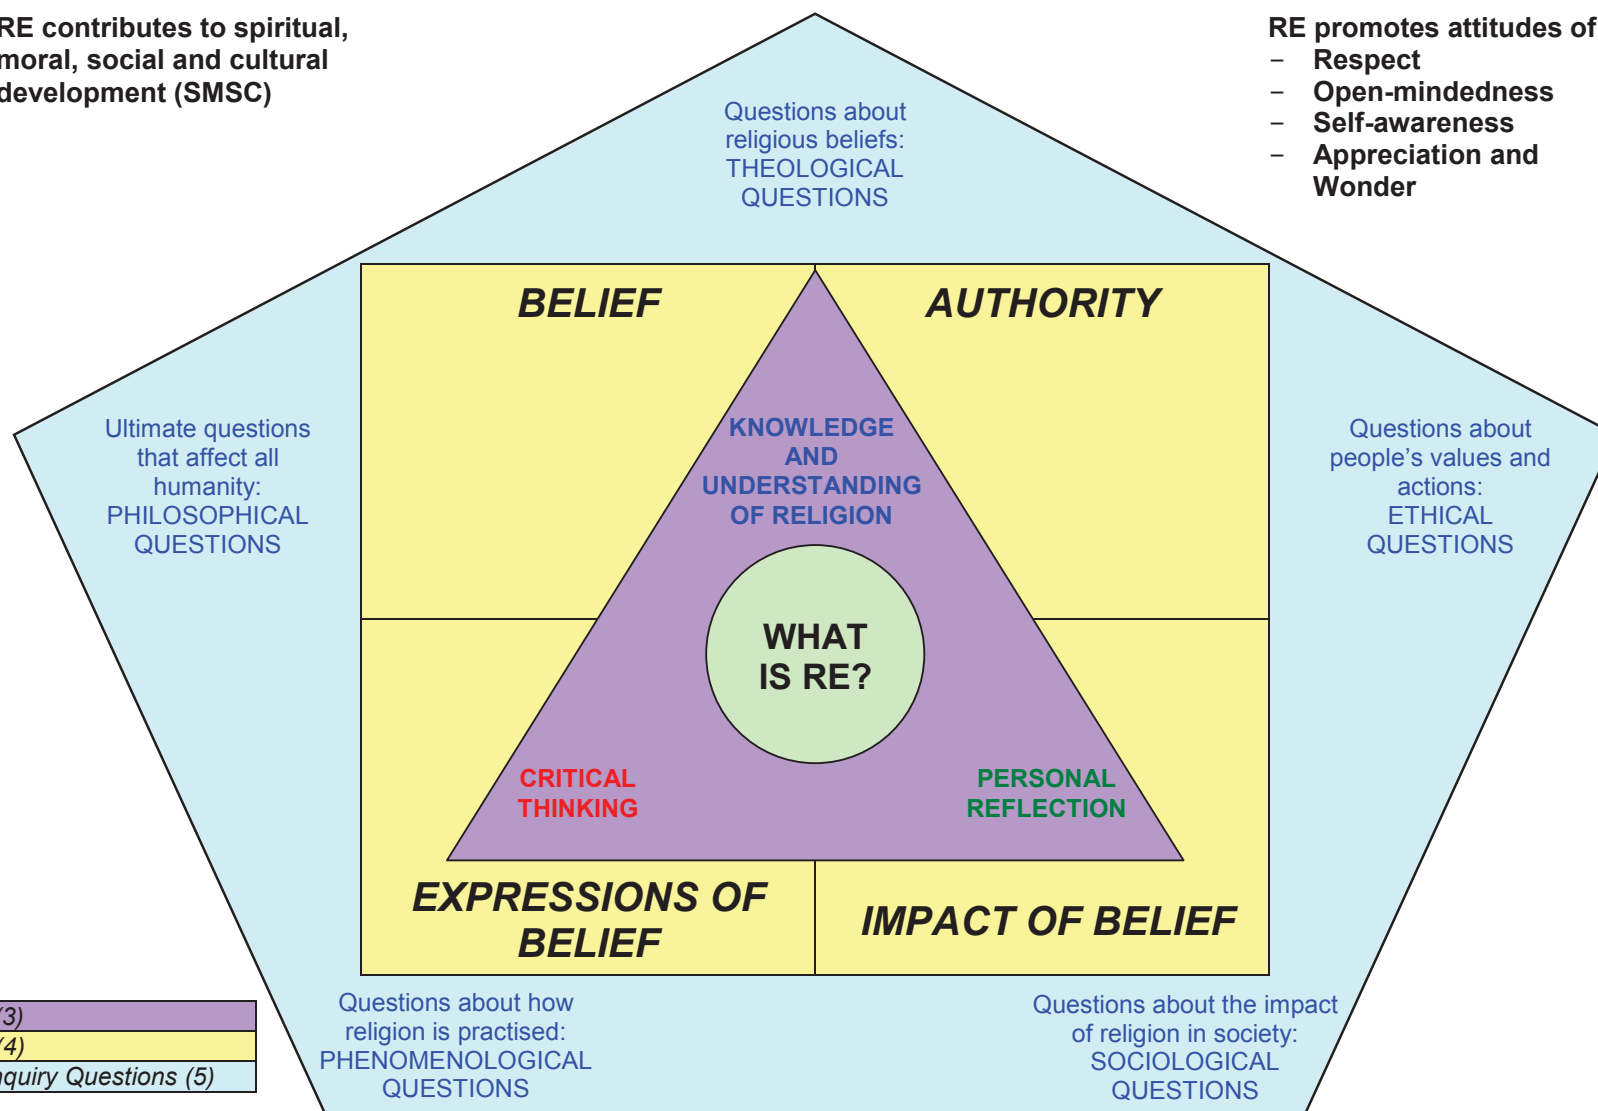 RE contributes to spiritual,
moral, social and cultural
development (SMSC)
RE promotes attitudes of
– Respect
– Open-mindedness
– Self-awareness
– Appreciation and
Wonder
Questions about
religious beliefs:
THEOLOGICAL
QUESTIONS
BELIEF
AUTHORITY
Ultimate questions
that affect all
humanity:
PHILOSOPHICAL
QUESTIONS
KNOWLEDGE
AND
UNDERSTANDING
OF RELIGION
Questions about
people's values and
actions:
ETHICAL
QUESTIONS
WHAT
IS RE?
CRITICAL
THINKING
PERSONAL
REFLECTION
EXPRESSIONS OF
BELIEF
IMPACT OF BELIEF
(3)
(4)
Questions (5)
Questions about how
religion is practised:
PHENOMENOLOGICAL
QUESTIONS
Questions about the impact
of religion in society:
SOCIOLOGICAL
QUESTIONS